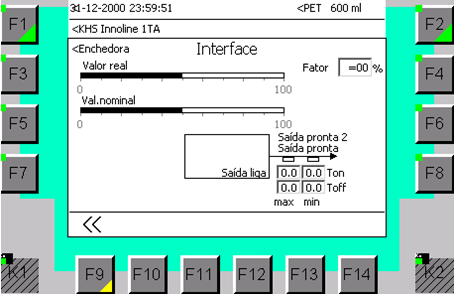 31-12-2000 23:59:51 <PET 600 ml
<KHS Innoline 1TA
<Enchedora Interface
Valor real Fator =00 %
0 100
Val.nominal
0 100
Saída pronta 2
Saída pronta
Saída liga 0.0 0.0 Ton
0.0 0.0 Toff
max min
<<
F1 F2
F3 F4
F5 F6
F7 F8
K1 F9 F10 F11 F12 F13 F14 K2